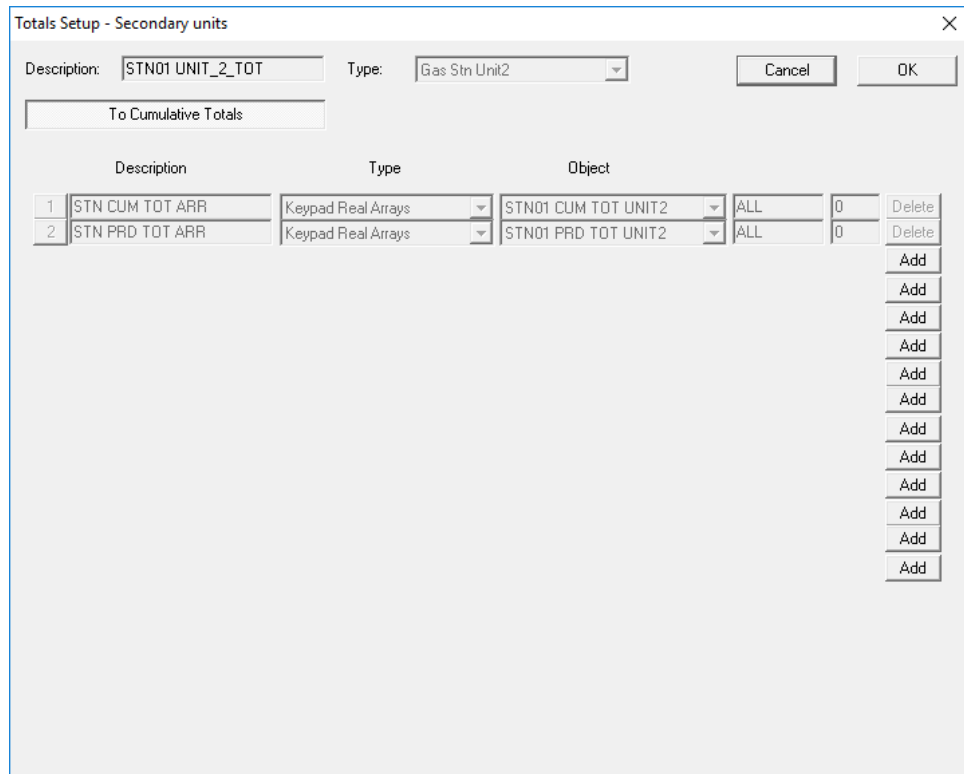 Totals Setup - Secondary units
Description: STN01 UNIT_2_TOT Type: Gas Stn Unit2 Cancel OK
To Cumulative Totals
Description Type Object
1 STN CUM TOT ARR Keypad Real Arrays STN01 CUM TOT UNIT2 ALL 0 Delete
2 STN PRD TOT ARR Keypad Real Arrays STN01 PRD TOT UNIT2 ALL 0 Delete
Add
Add
Add
Add
Add
Add
Add
Add
Add
Add
Add
Add